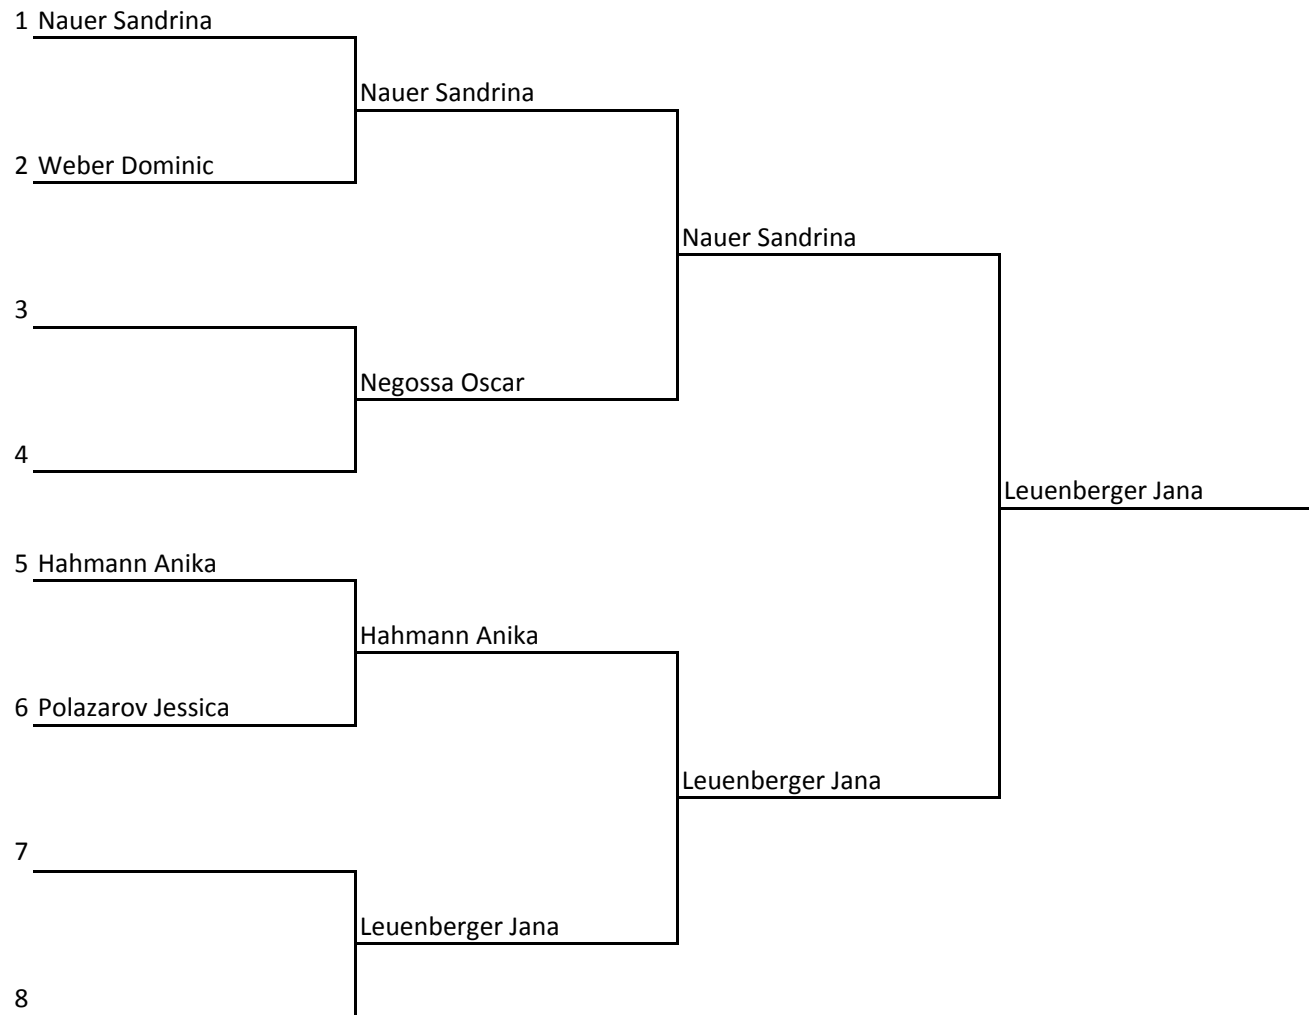 1 Nauer Sandrina
Nauer Sandrina
2 Weber Dominic
Nauer Sandrina
3
Negossa Oscar
4
Leuenberger Jana
5 Hahmann Anika
Hahmann Anika
6 Polazarov Jessica
Leuenberger Jana
7
Leuenberger Jana
8